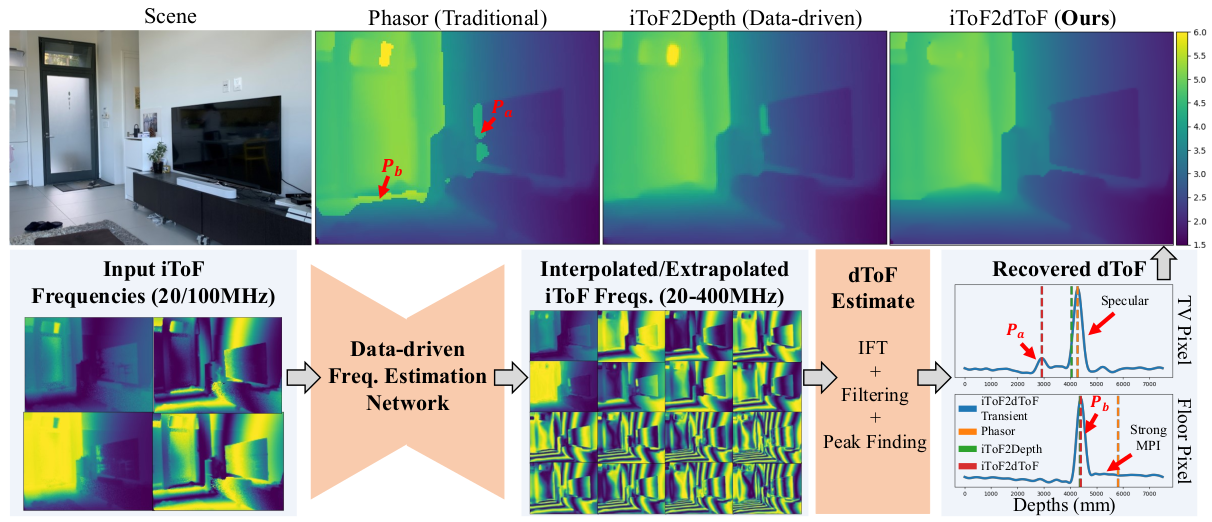 Scene
Phasor (Traditional)
iToF2Depth (Data-driven)
iToF2dToF (Ours)
Pa
Pb
6.0
5.5
5.0
4.5
4.0
3.5
3.0
2.5
2.0
1.5
Input iToF
Frequencies (20/100MHz)
Data-driven
Freq. Estimation
Network
Interpolated/Extrapolated
iToF Freqs. (20-400MHz)
dToF
Estimate
IFT
+
Filtering
+
Peak Finding
Recovered dToF
Specular
Pa
TV Pixel
0 1000 2000 3000 4000 5000 6000 7000
iToF2dToF
Transient
Phasor
iToF2Depth
iToF2dToF
Pb
Strong
MPI
Floor Pixel
0 1000 2000 3000 4000 5000 6000 7000
Depths (mm)